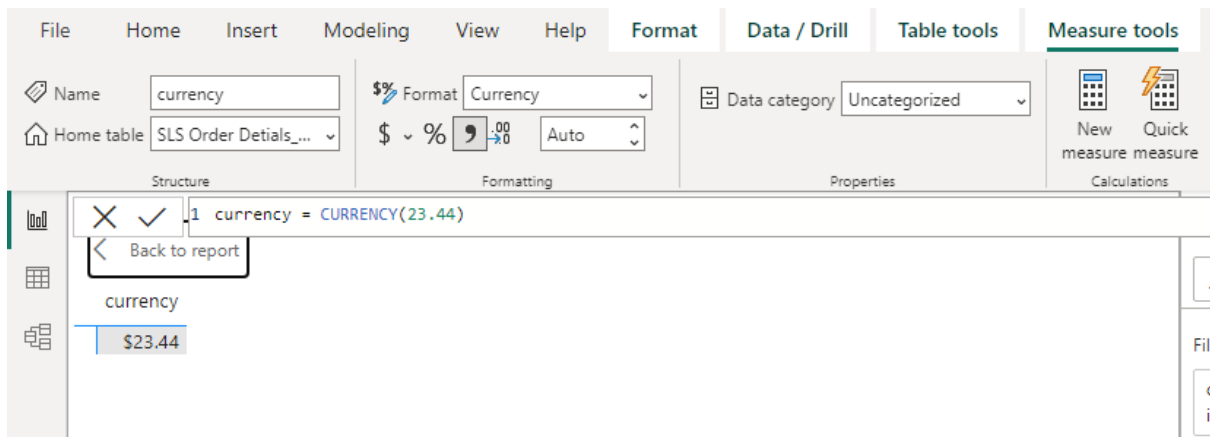 File Home Insert Modeling View Help Format Data / Drill Table tools Measure tools
Name currency
$% Format Currency
Data category Uncategorized
Home table SLS Order Detials_...
$ % , .00 →.0 Auto
New measure
Quick measure
Structure Formatting Properties Calculations
1 currency = CURRENCY(23.44)
Back to report
currency
$23.44
Fil